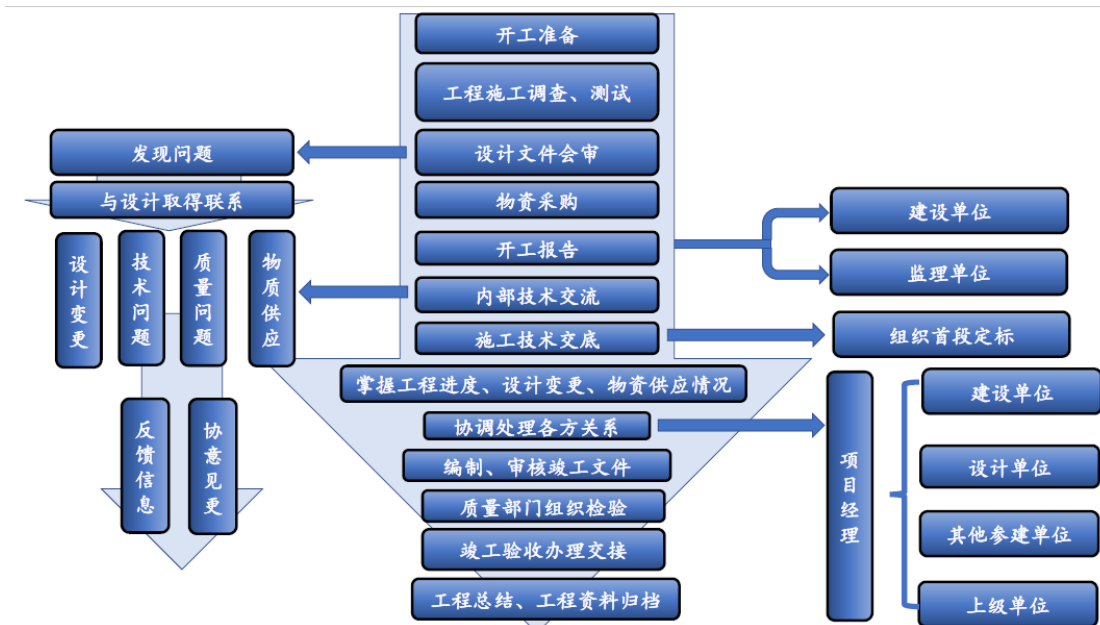 开工准备
工程施工调查、测试
设计文件会审
物资采购
开工报告
内部技术交流
施工技术交底
掌握工程进度、设计变更、物资供应情况
协调处理各方关系
编制、审核竣工文件
质量部门组织检验
竣工验收办理交接
工程总结、工程资料归档
发现问题
与设计取得联系
设计变更
技术问题
质量问题
物质供应
反馈信息
协意见更
建设单位
监理单位
组织首段定标
项目经理
建设单位
设计单位
其他参建单位
上级单位